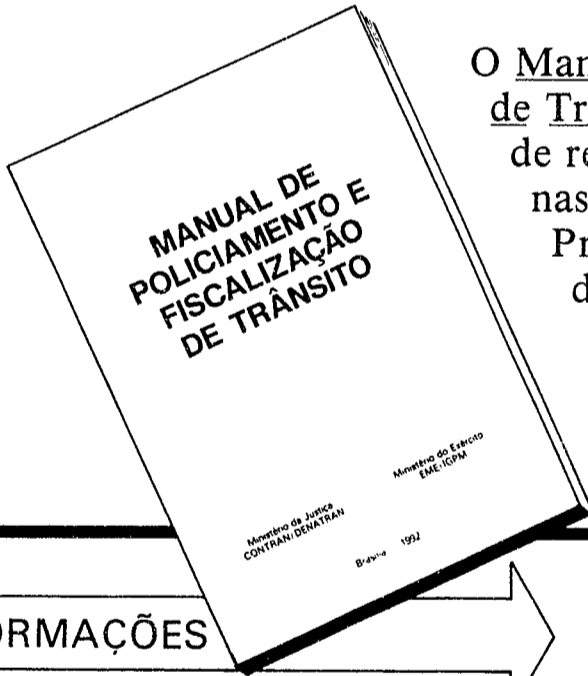 O Man
de Tr
de re
nas
Pr
d
MANUAL DE
POLICIAMENTO E
FISCALIZAÇÃO
DE TRÂNSITO
Ministério do Exército
EME-IGPM
Ministério da Justiça
CONTRAN/DENATRAN
Brasília 1992
ORMAÇÕES